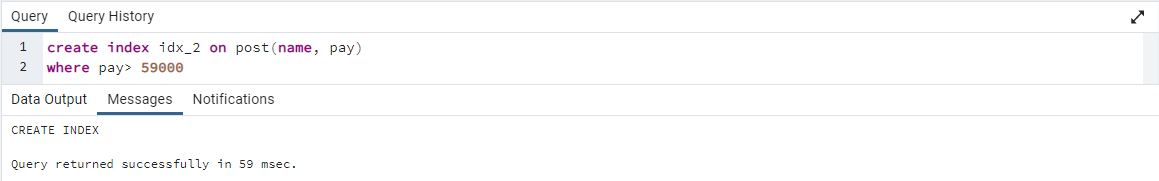 Query Query History
1 create index idx_2 on post(name, pay)
2 where pay> 59000
Data Output Messages Notifications
CREATE INDEX
Query returned successfully in 59 msec.